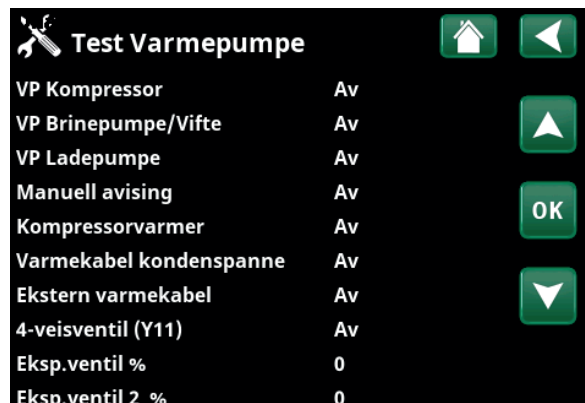 Test Varmepumpe
VP Kompressor Av
VP Brinepumpe/Vifte Av
VP Ladepumpe Av
Manuell avising Av
Kompressorvarmer Av
OK
Varmekabel kondenspanne Av
Ekstern varmekabel Av
4-veisventil (Y11) Av
Eksp.ventil % 0
Eksp.ventil 2 % 0